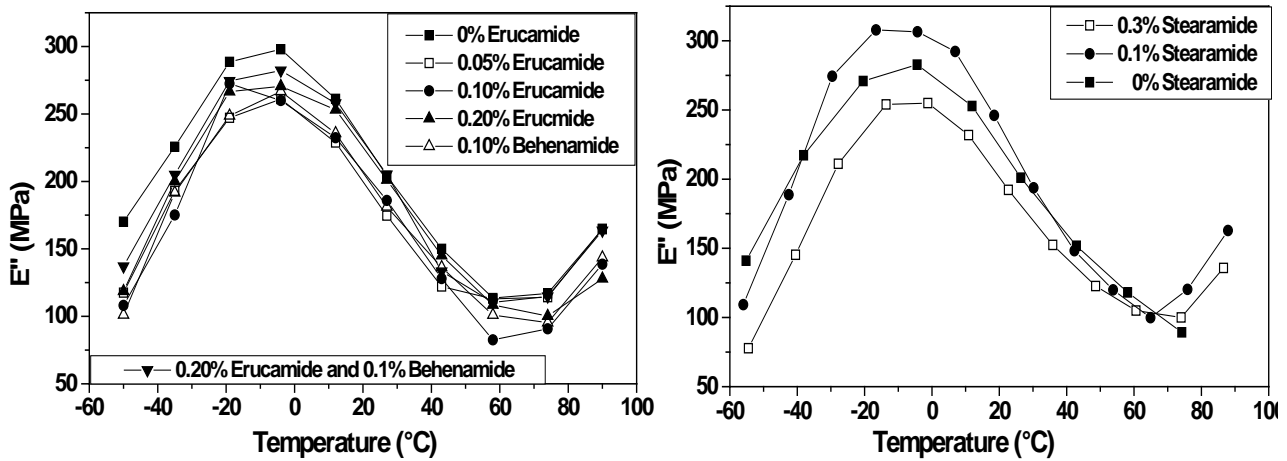 300
250
200
150
100
50
E'' (MPa)
0% Erucamide
0.05% Erucamide
0.10% Erucamide
0.20% Erucmide
0.10% Behenamide
0.20% Erucamide and 0.1% Behenamide
-60 -40 -20 0 20 40 60 80 100
Temperature (°C)
300
250
200
150
100
50
E'' (MPa)
0.3% Stearamide
0.1% Stearamide
0% Stearamide
-60 -40 -20 0 20 40 60 80 100
Temperature (°C)